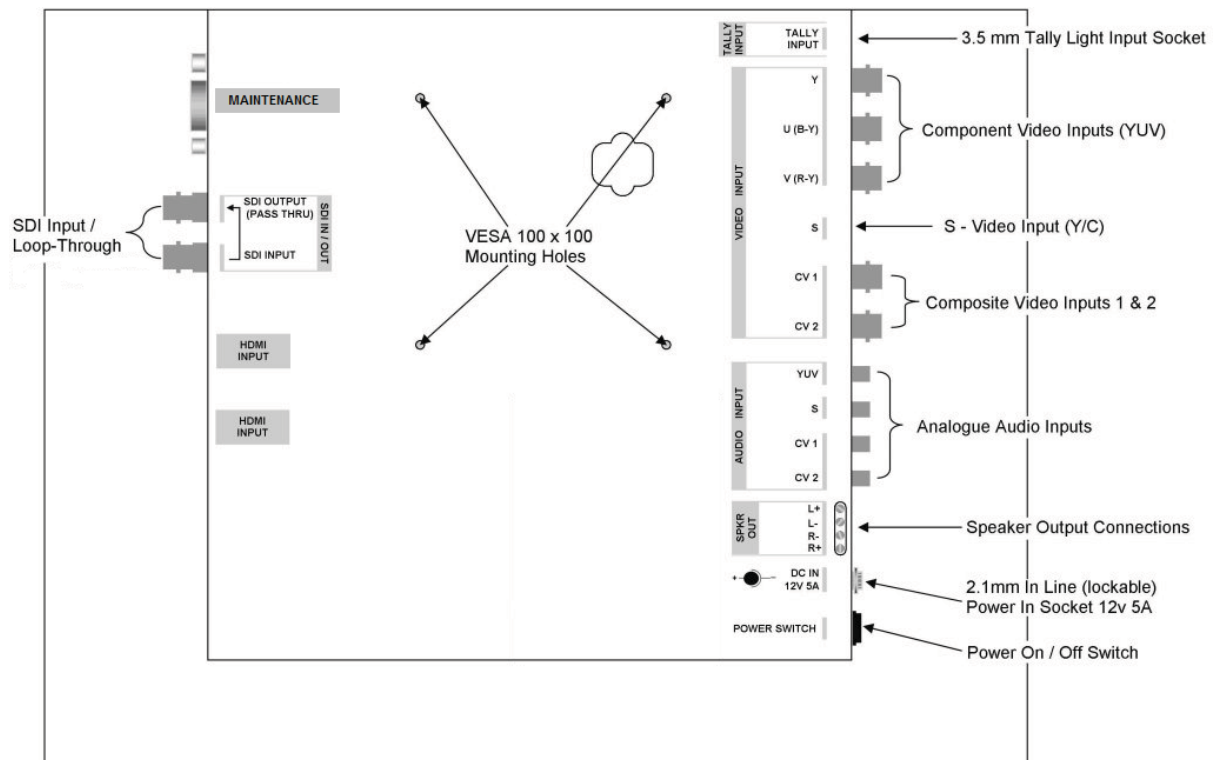 TALLY
INPUT
TALLY
INPUT
3.5 mm Tally Light Input Socket
MAINTENANCE
VIDEO INPUT
Y
U (B-Y)
V (R-Y)
S
CV 1
CV 2
Component Video Inputs (YUV)
S - Video Input (Y/C)
Composite Video Inputs 1 & 2
SDI Input /
Loop-Through
SDI OUTPUT
(PASS THRU)
SDI INPUT
SDI IN / OUT
VESA 100 x 100
Mounting Holes
HDMI
INPUT
HDMI
INPUT
AUDIO INPUT
YUV
S
CV 1
CV 2
Analogue Audio Inputs
SPKR
OUT
L+
L-
R-
R+
Speaker Output Connections
+ -
DC IN
12V 5A
2.1mm In Line (lockable)
Power In Socket 12v 5A
POWER SWITCH
Power On / Off Switch